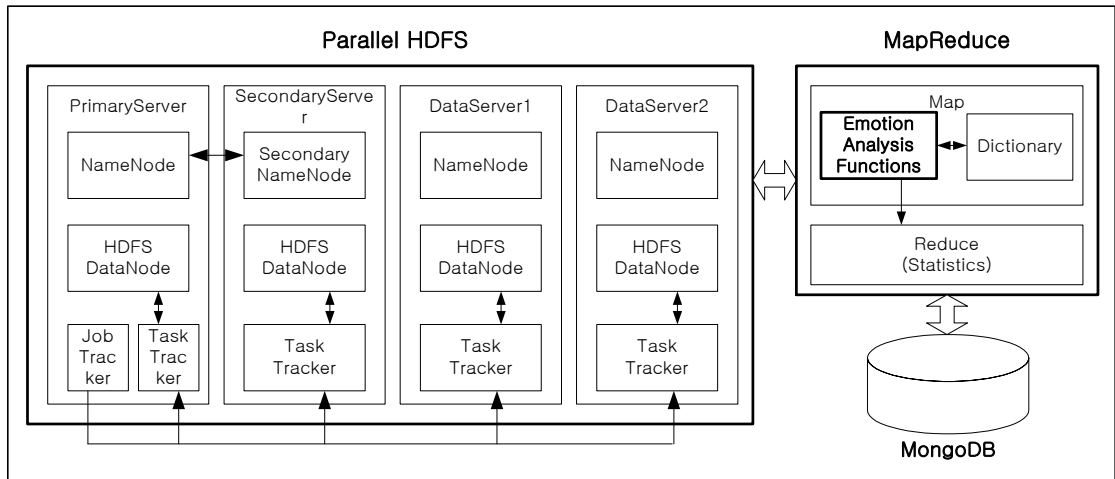 Parallel HDFS
MapReduce
PrimaryServer
NameNode
HDFS
DataNode
Job
Trac
ker
Task
Trac
ker
SecondaryServe
r
Secondary
NameNode
HDFS
DataNode
Task
Tracker
DataServer1
NameNode
HDFS
DataNode
Task
Tracker
DataServer2
NameNode
HDFS
DataNode
Task
Tracker
Map
Emotion
Analysis
Functions
Dictionary
Reduce
(Statistics)
MongoDB